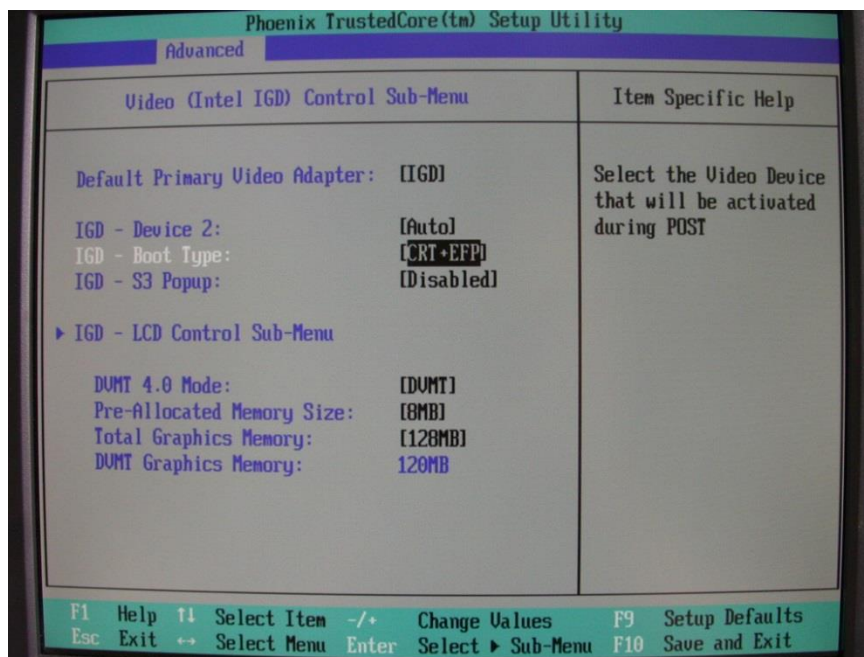 Phoenix TrustedCore(tm) Setup Utility
Advanced
Video (Intel IGD) Control Sub-Menu
Item Specific Help
Default Primary Video Adapter: [IGD]
IGD - Device 2: [Auto]
IGD - Boot Type: [CRT+EFP]
IGD - S3 Popup: [Disabled]
IGD - LCD Control Sub-Menu
DVMT 4.0 Mode: [DVMT]
Pre-Allocated Memory Size: [8MB]
Total Graphics Memory: [128MB]
DVMT Graphics Memory: 120MB
Select the Video Device
that will be activated
during POST
F1 Help ↑↓ Select Item -/+ Change Values F9 Setup Defaults
Esc Exit ↔ Select Menu Enter Select ▶ Sub-Menu F10 Save and Exit